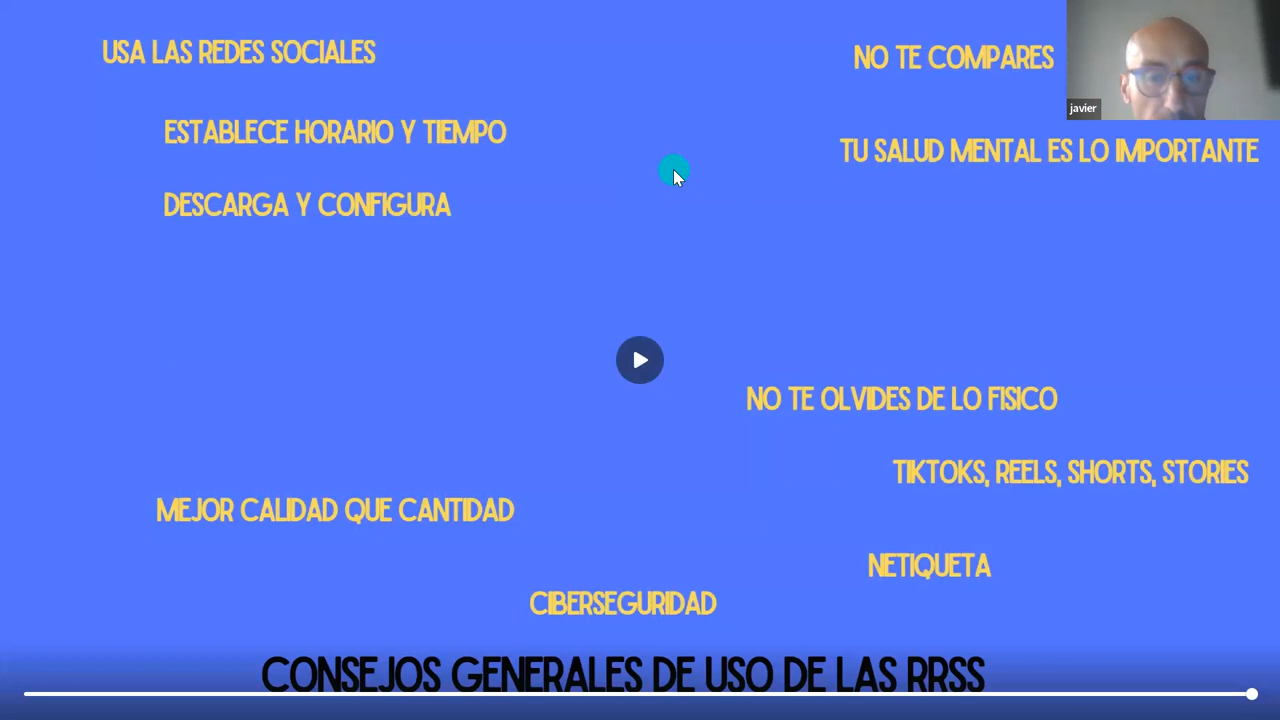 USA LAS REDES SOCIALES
NO TE COMPARES
javier
ESTABLECE HORARIO Y TIEMPO
TU SALUD MENTAL ES LO IMPORTANTE
DESCARGA Y CONFIGURA
NO TE OLVIDES DE LO FISICO
TIKTOKS, REELS, SHORTS, STORIES
MEJOR CALIDAD QUE CANTIDAD
NETIQUETA
CIBERSEGURIDAD
CONSEJOS GENERALES DE USO DE LAS RRSS